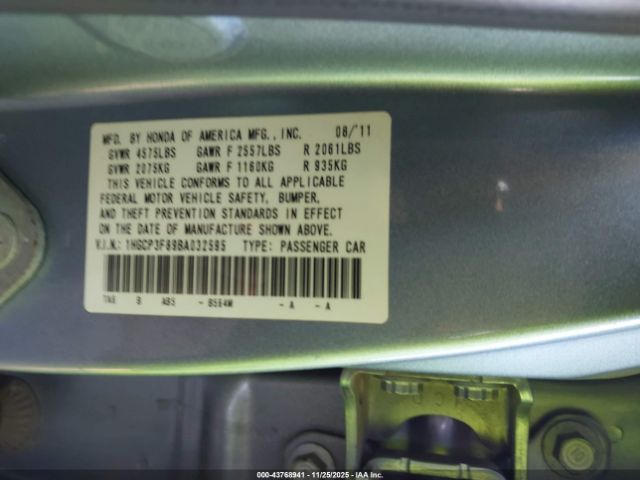 MFD. BY HONDA OF AMERICA MFG., INC. 08/'11
GVWR 4575LBS GAWR F 2557LBS R 2061LBS
GVWR 2075KG GAWR F 1160KG R 935KG
THIS VEHICLE CONFORMS TO ALL APPLICABLE
FEDERAL MOTOR VEHICLE SAFETY, BUMPER,
AND THEFT PREVENTION STANDARDS IN EFFECT
ON THE DATE OF MANUFACTURE SHOWN ABOVE.
V.I.N.: 1HGCP3F89BA032595 TYPE: PASSENGER CAR
B - B564M - A - A
00-43768941 - 11/25/2025 - IAA Inc.